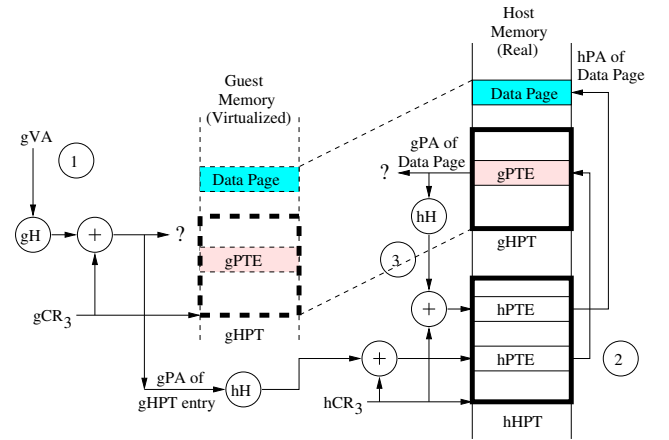 Host
Memory
(Real)
hPA of
Data Page
Guest
Memory
(Virtualized)
Data Page
gVA
1
gPA of
Data Page
?
gPTE
Data Page
hH
gH
+
?
gPTE
3
gHPT
gCR3
+
hPTE
gHPT
+
hPTE
2
gPA of
gHPT entry
hH
hCR3
hHPT